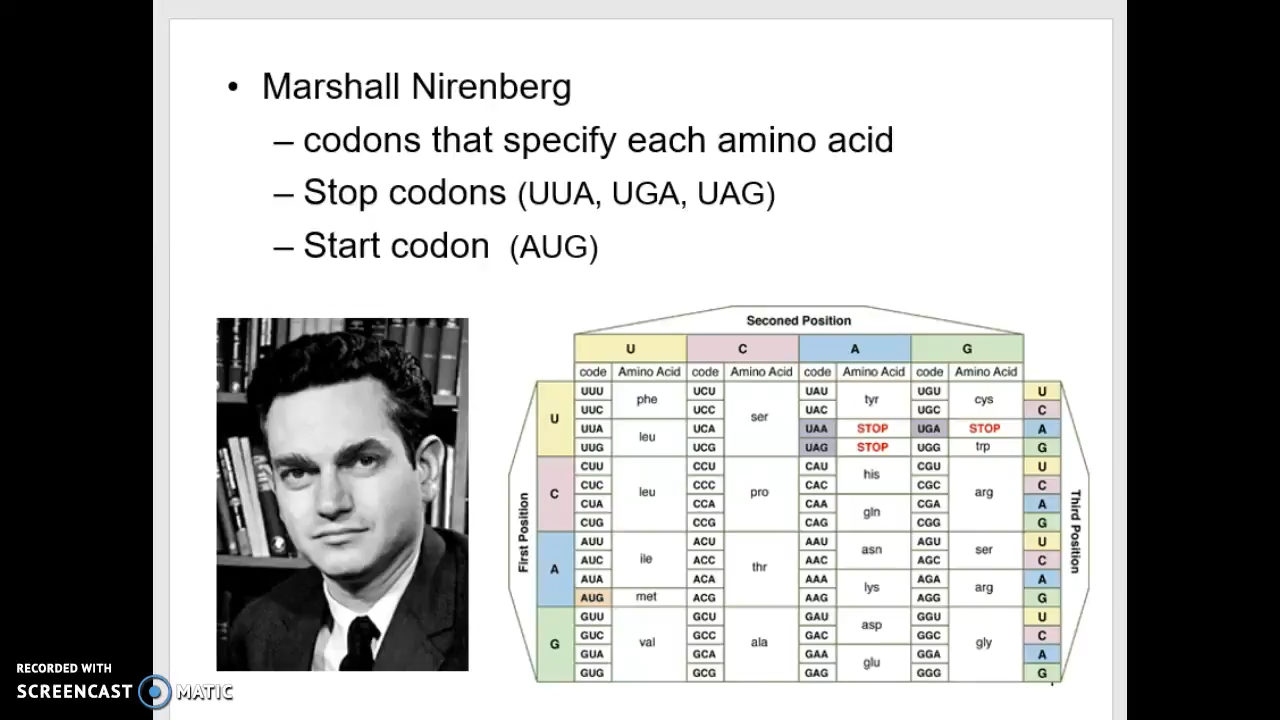 • Marshall Nirenberg
– codons that specify each amino acid
– Stop codons (UUA, UGA, UAG)
– Start codon (AUG)
Seconed Position
U C A G
code Amino Acid code Amino Acid code Amino Acid code Amino Acid
First Position
Third Position
U UUU phe UCU ser UAU tyr UGU cys U
UUC UCC UAC UGC C
UUA leu UCA UAA STOP UGA STOP A
UUG UCG UAG STOP UGG trp G
C CUU leu CCU pro CAU his CGU arg U
CUC CCC CAC CGC C
CUA CCA CAA gln CGA A
CUG CCG CAG CGG G
A AUU ile ACU thr AAU asn AGU ser U
AUC ACC AAC AGC C
AUA ACA AAA lys AGA arg A
AUG met ACG AAG AGG G
G GUU val GCU ala GAU asp GGU gly U
GUC GCC GAC GGC C
GUA GCA GAA glu GGA A
GUG GCG GAG GGG G
RECORDED WITH
SCREENCAST MATIC